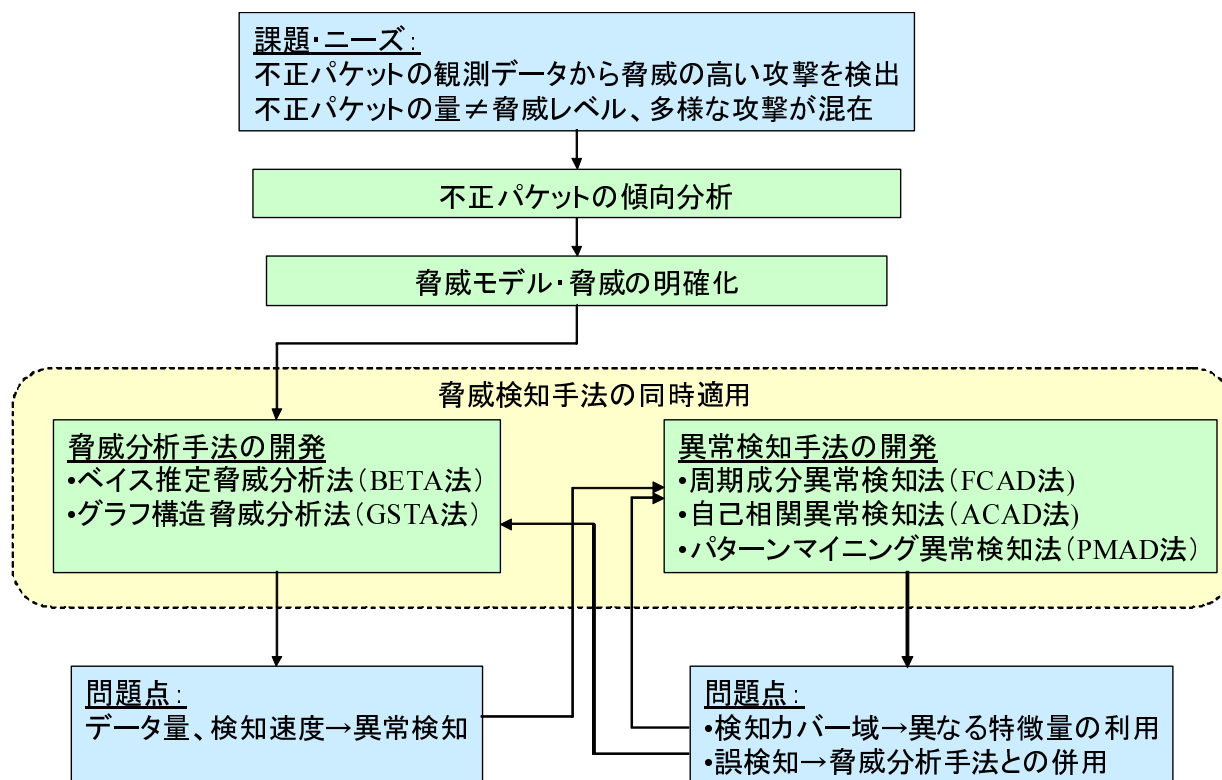 課題・ニーズ：
不正パケットの観測データから脅威の高い攻撃を検出
不正パケットの量≠脅威レベル、多様な攻撃が混在
不正パケットの傾向分析
脅威モデル・脅威の明確化
脅威検知手法の同時適用
脅威分析手法の開発
•ベイス推定脅威分析法（BETA法）
•グラフ構造脅威分析法（GSTA法）
異常検知手法の開発
•周期成分異常検知法（FCAD法）
•自己相関異常検知法（ACAD法）
•パターンマイニング異常検知法（PMAD法）
問題点：
データ量、検知速度→異常検知
問題点：
•検知カバー域→異なる特徴量の利用
•誤検知→脅威分析手法との併用